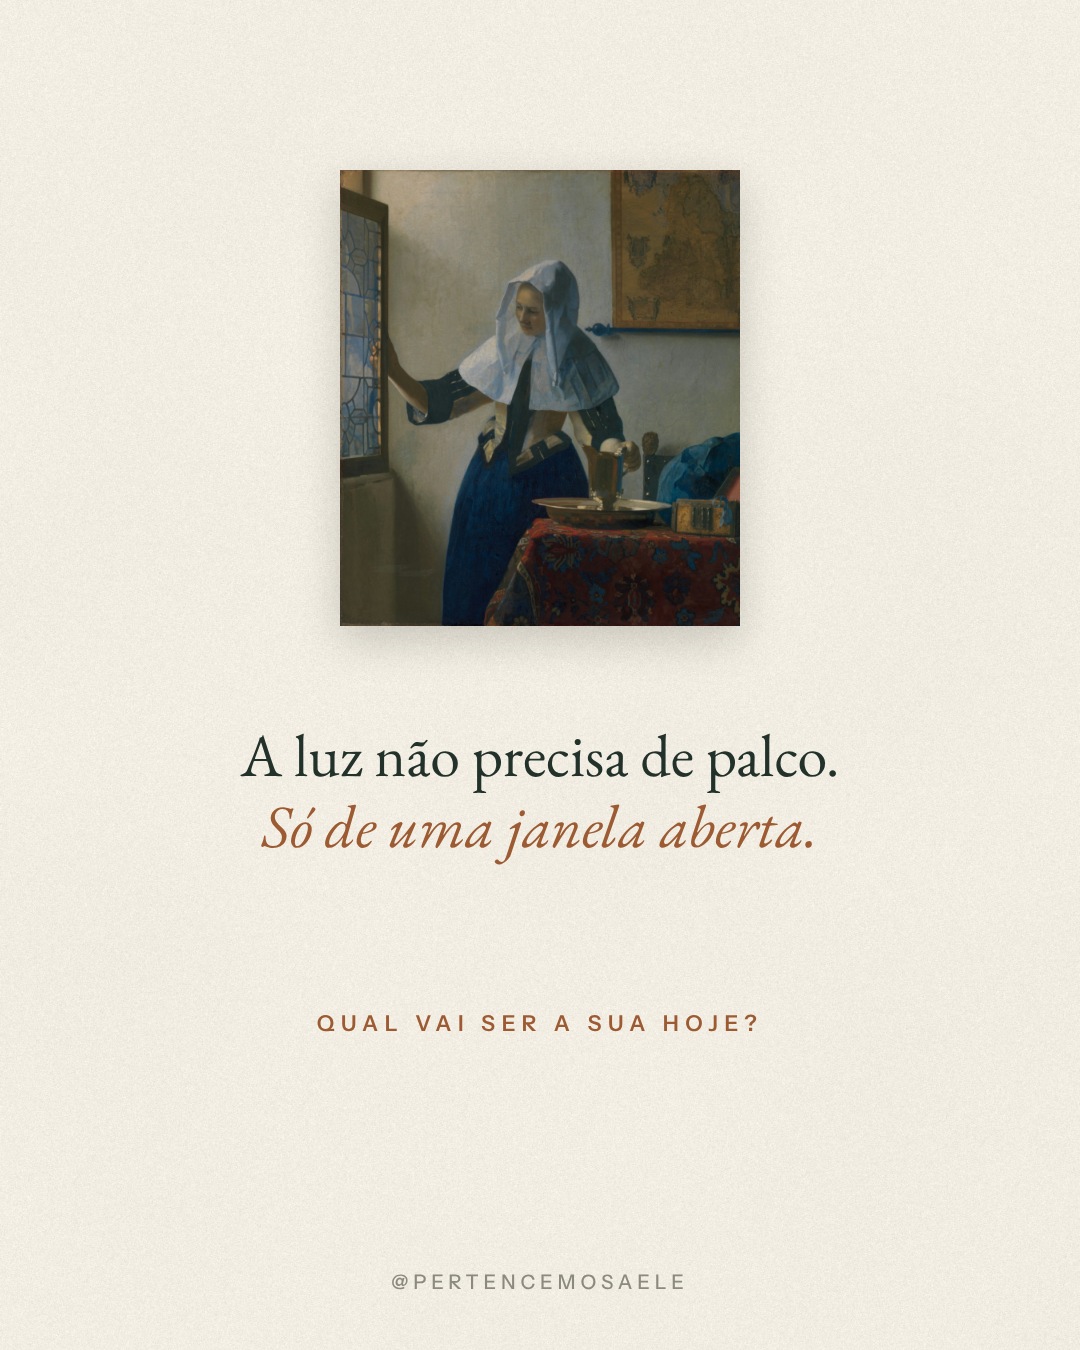 A luz não precisa de palco.
Só de uma janela aberta.
QUAL VAI SER A SUA HOJE?
@PERTENCEMOSAELE